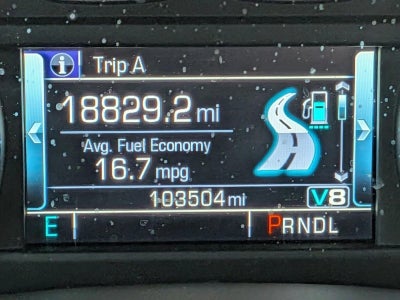 i Trip A
18829.2 mi
Avg. Fuel Economy
16.7 mpg
103504 mi V8
E PRNDL